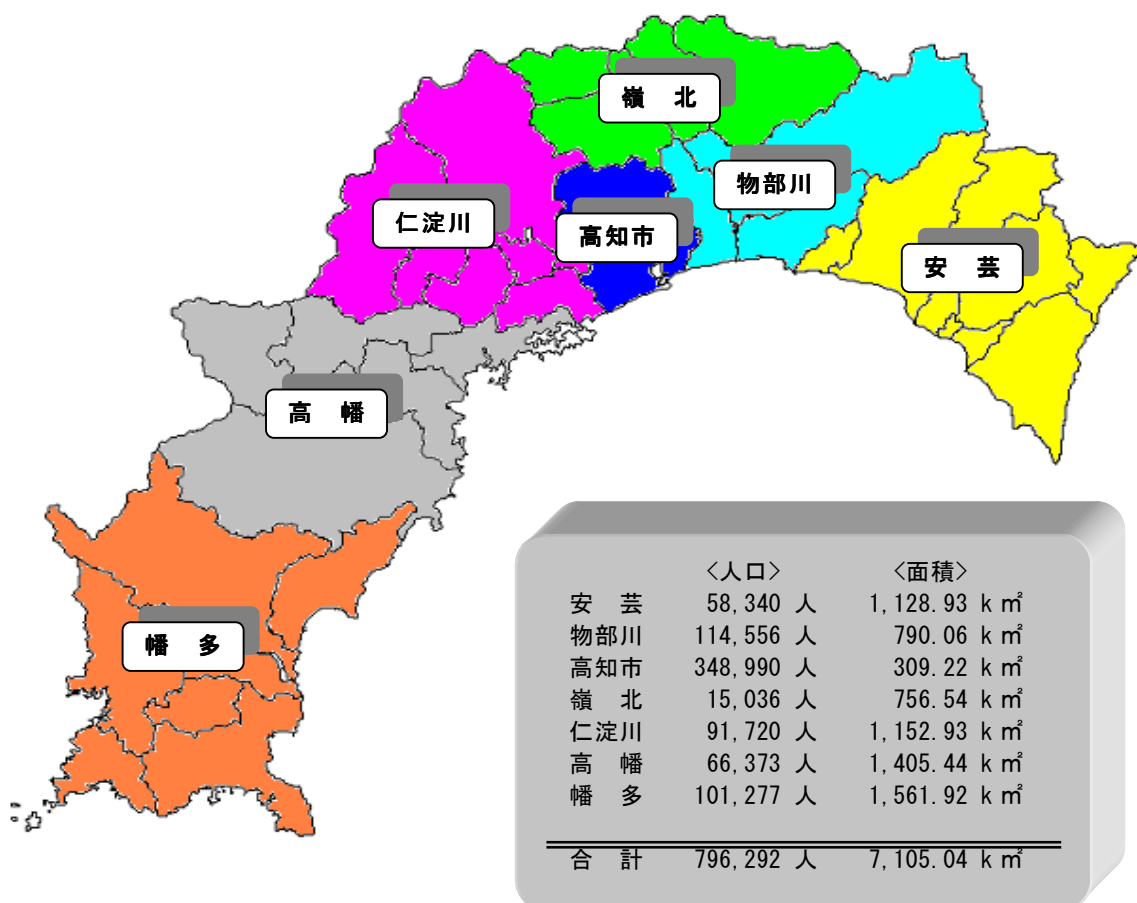 嶺 北
物部川
仁淀川
高知市
安 芸
高 幡
幡 多
<人口> <面積>
安 芸 58,340 人 1,128.93 k㎡
物部川 114,556 人 790.06 k㎡
高知市 348,990 人 309.22 k㎡
嶺 北 15,036 人 756.54 k㎡
仁淀川 91,720 人 1,152.93 k㎡
高 幡 66,373 人 1,405.44 k㎡
幡 多 101,277 人 1,561.92 k㎡
合 計 796,292 人 7,105.04 k㎡